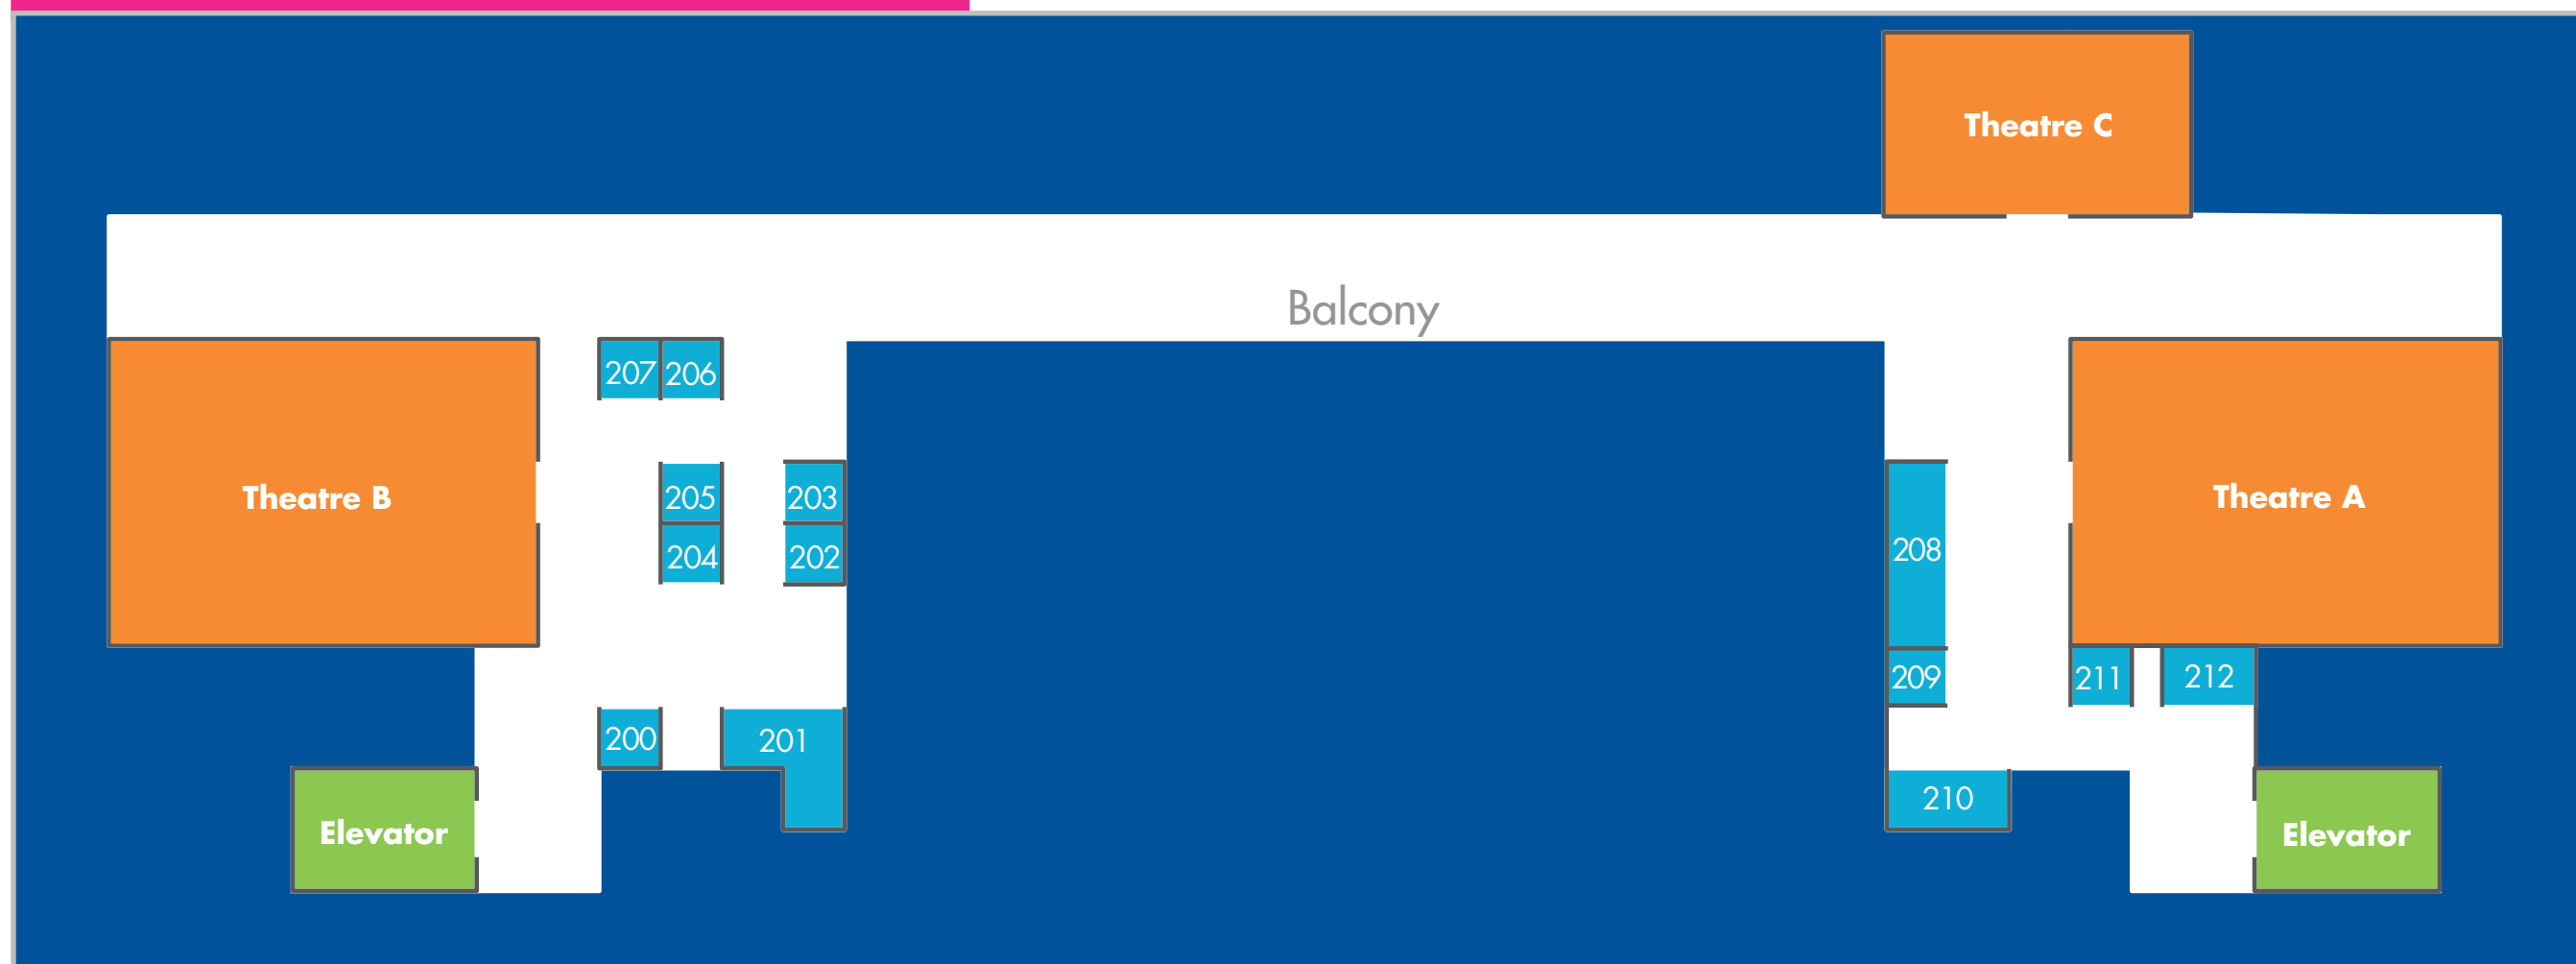 Theatre C
Balcony
207
206
Theatre B
205
203
204
202
Theatre A
208
209
211
212
200
201
210
Elevator
Elevator